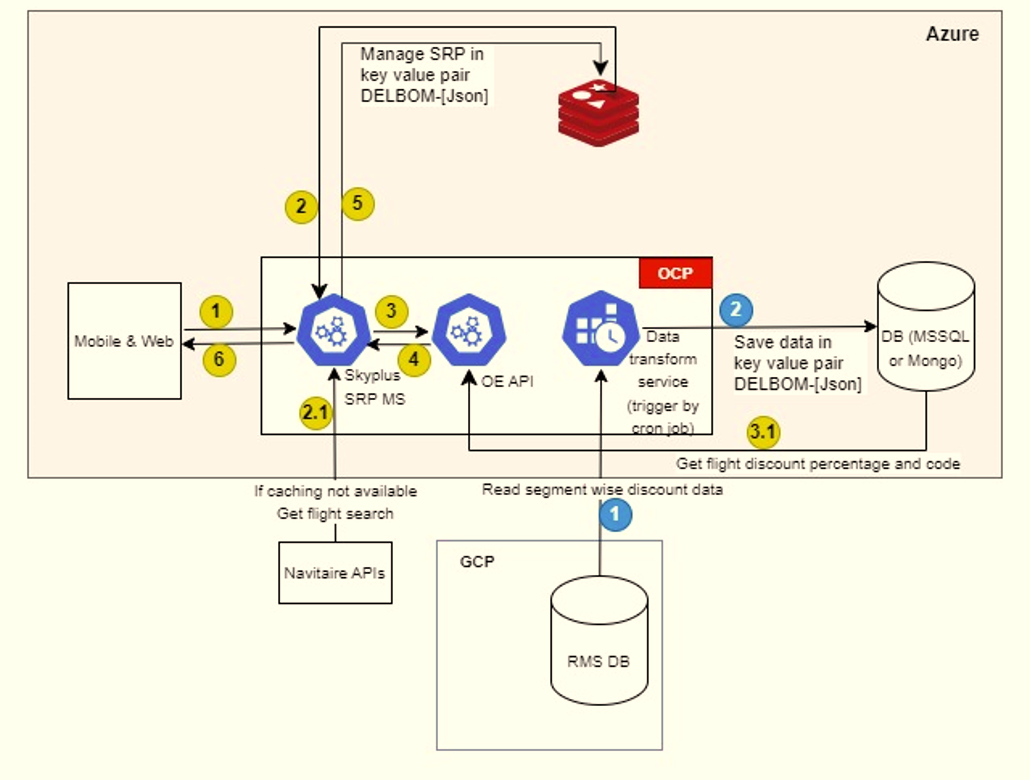 Azure
Manage SRP in
key value pair
DELBOM-[Json]
2
5
OCP
1
3
2
Mobile & Web
6
4
Skyplus
SRP MS
OE API
Data
transform
service
(trigger by
cron job)
DB (MSSQL
or Mongo)
Save data in
key value pair
DELBOM-[Json]
2.1
3.1
Get flight discount percentage and code
If caching not available
Get flight search
Read segment wise discount data
1
Navitaire APIs
GCP
RMS DB